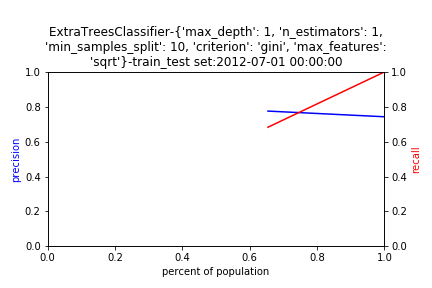 ExtraTreesClassifier-{'max_depth': 1, 'n_estimators': 1,
'min_samples_split': 10, 'criterion': 'gini', 'max_features':
'sqrt'}-train_test set:2012-07-01 00:00:00
1.0
0.8
0.6
0.4
0.2
0.0
precision
0.0 0.2 0.4 0.6 0.8 1.0
percent of population
1.0
0.8
0.6
0.4
0.2
0.0
recall